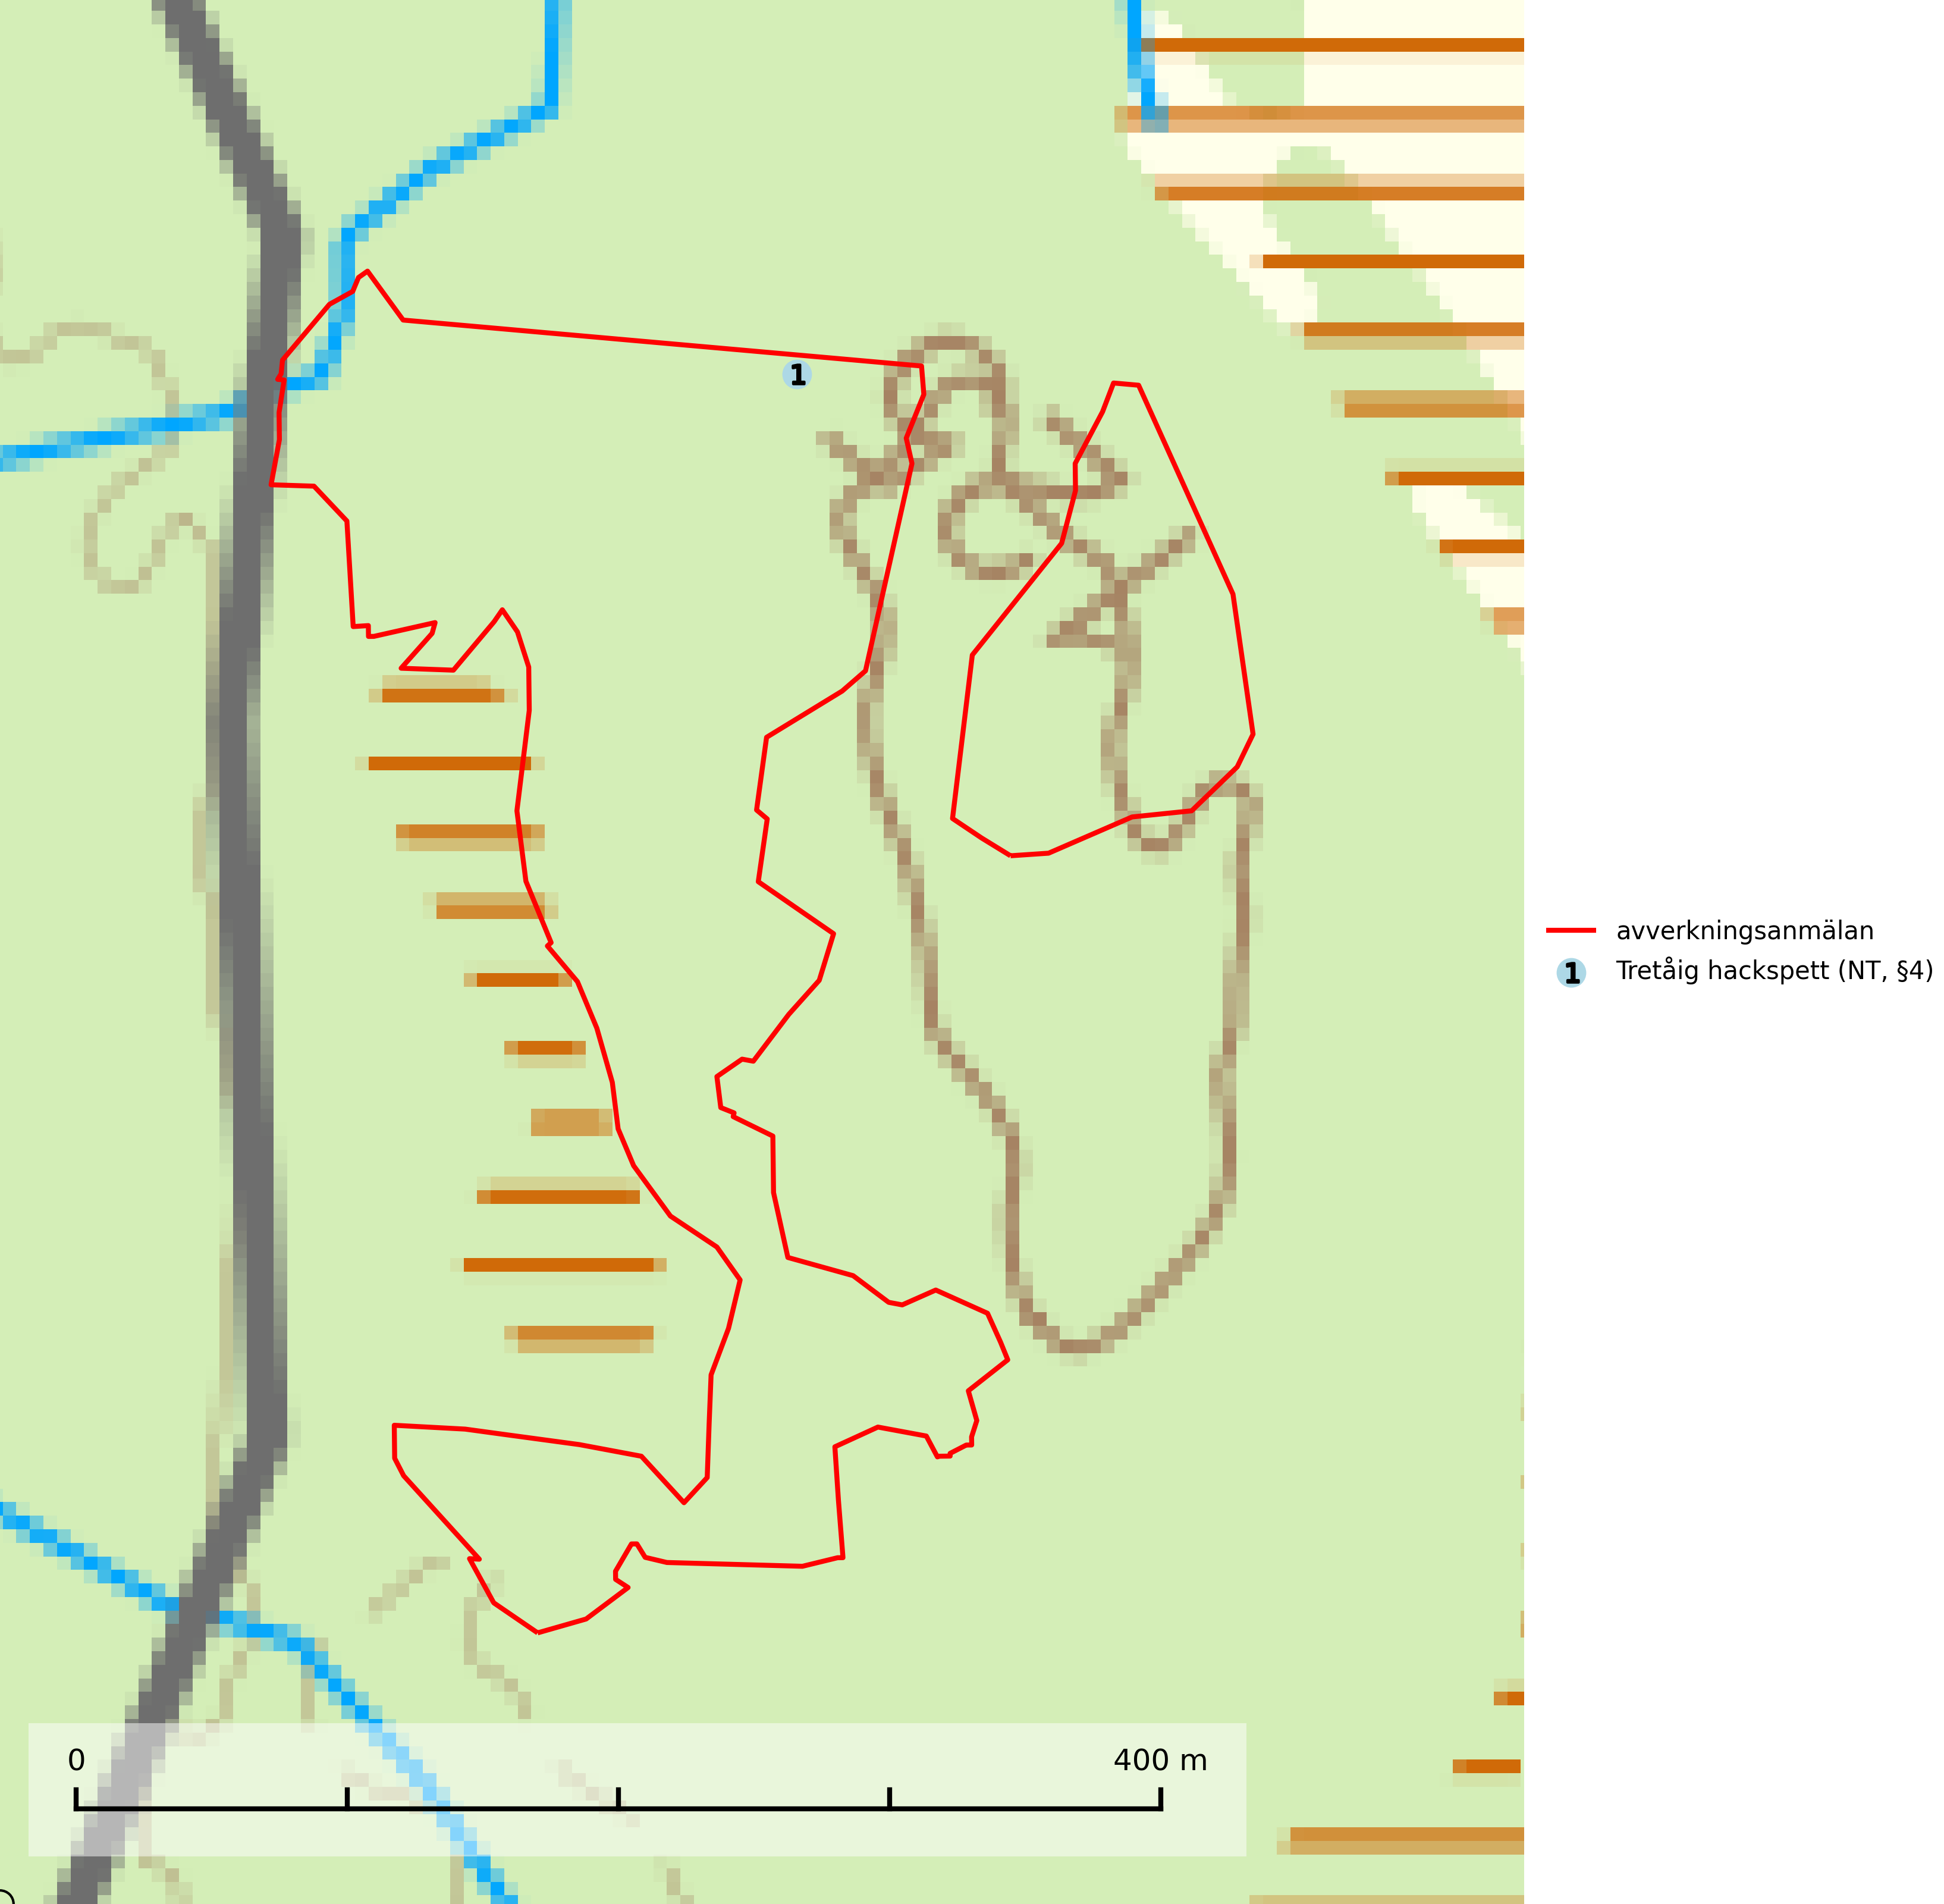 1
avverkningsanmälan
1 Tretåig hackspett (NT, §4)
0 400 m